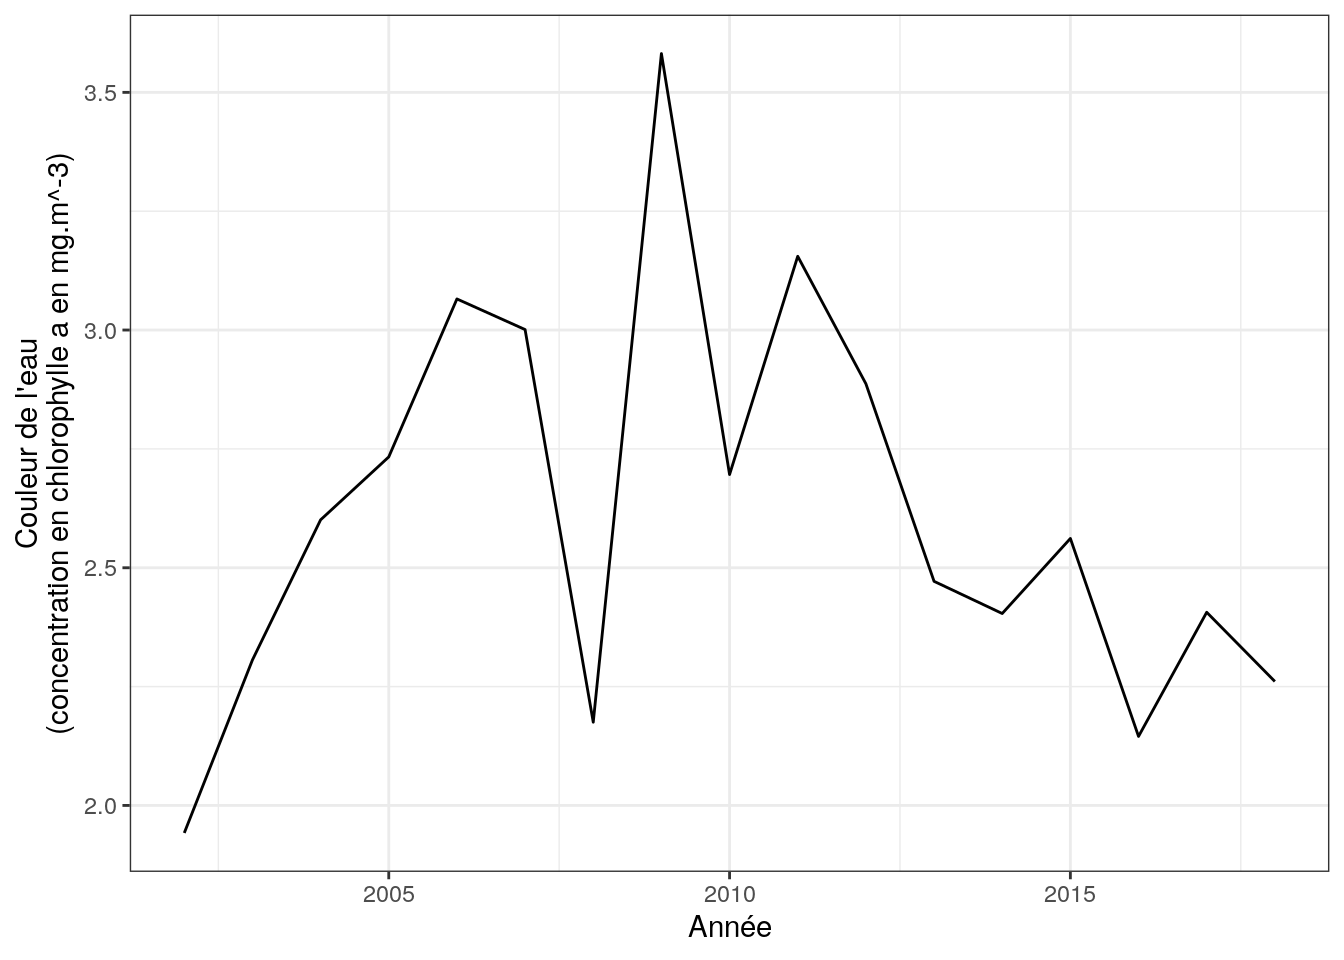 Couleur de l'eau
(concentration en chlorophylle a en mg.m^-3)
3.5
3.0
2.5
2.0
2005
2010
2015
Année